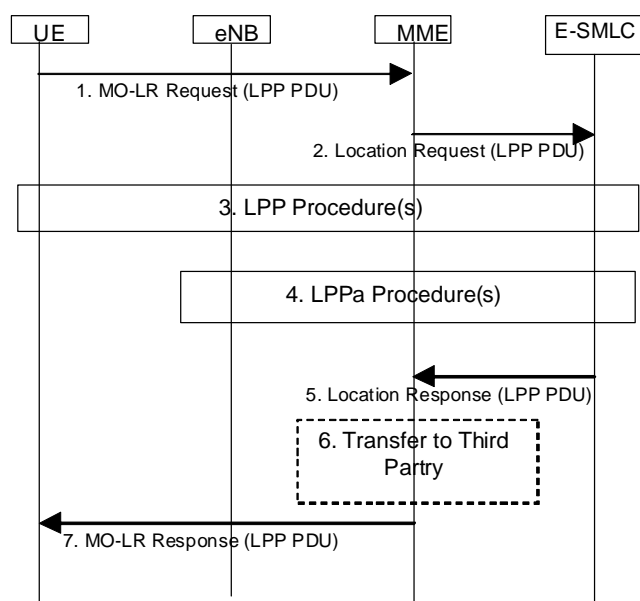 UE eNB MME E-SMLC
1. MO-LR Request (LPP PDU)
2. Location Request (LPP PDU)
3. LPP Procedure(s)
4. LPPa Procedure(s)
5. Location Response (LPP PDU)
6. Transfer to Third
Partry
7. MO-LR Response (LPP PDU)